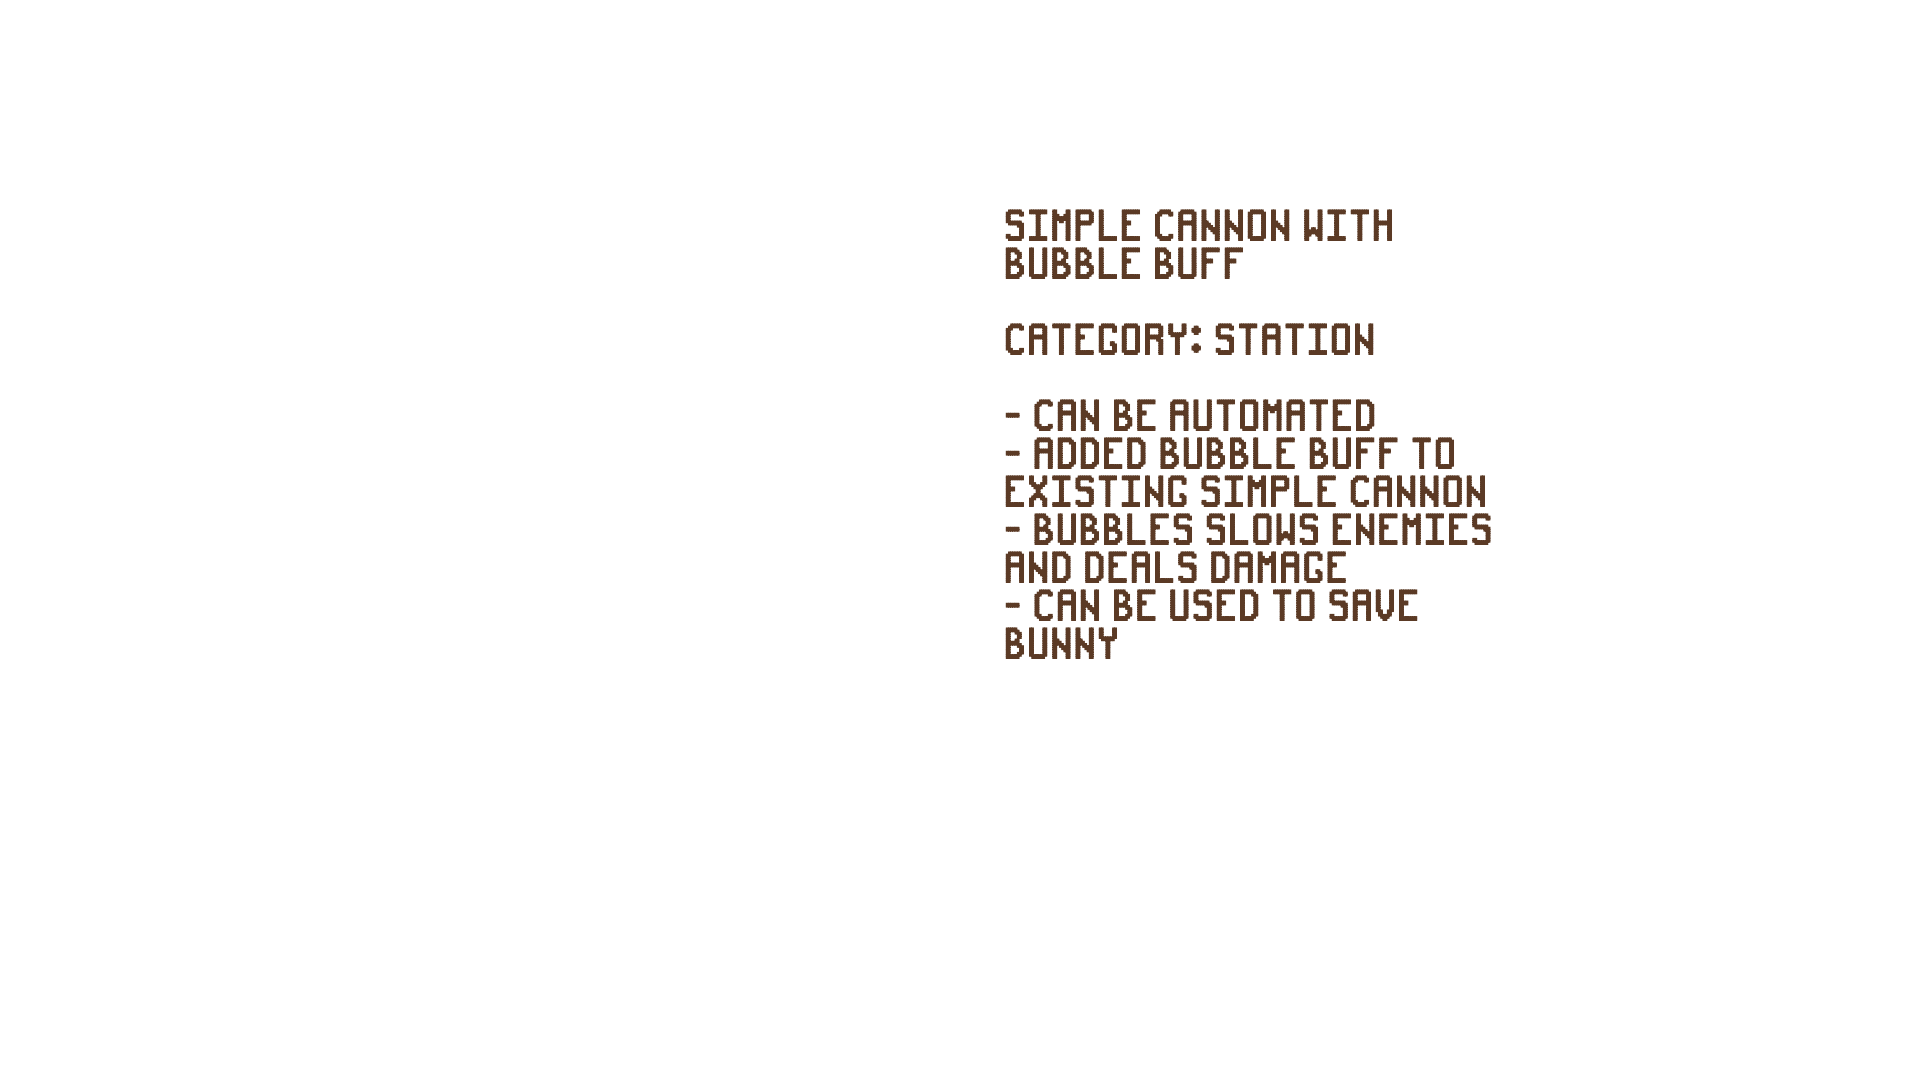 SIMPLE CANNON WITH
BUBBLE BUFF
CATEGORY: STATION
- CAN BE AUTOMATED
- ADDED BUBBLE BUFF TO
EXISTING SIMPLE CANNON
- BUBBLES SLOWS ENEMIES
AND DEALS DAMAGE
- CAN BE USED TO SAVE
BUNNY